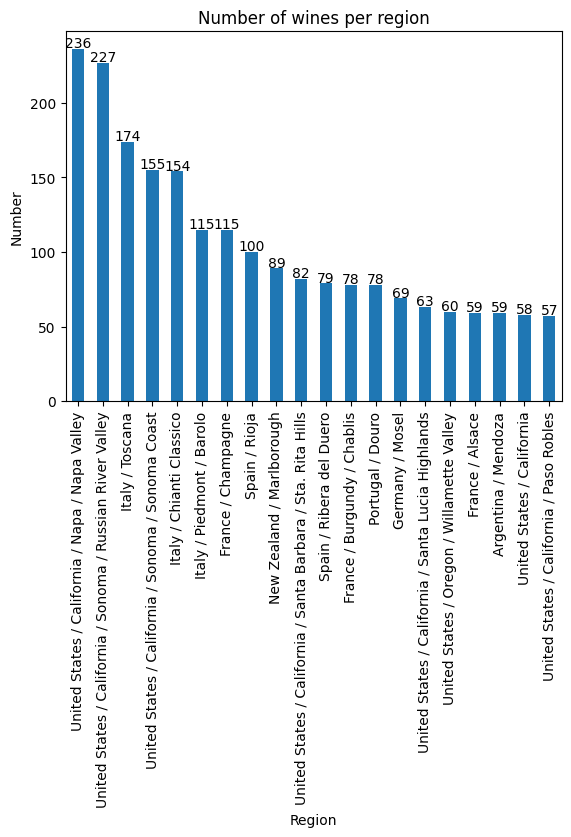 Number of wines per region
236
227
174
155
154
115
115
100
89
82
79
78
78
69
63
60
59
59
58
57
Number
200
150
100
50
0
United States / California / Napa / Napa Valley
United States / California / Sonoma / Russian River Valley
Italy / Toscana
United States / California / Sonoma / Sonoma Coast
Italy / Chianti Classico
Italy / Piedmont / Barolo
France / Champagne
Spain / Rioja
New Zealand / Marlborough
United States / California / Santa Barbara / Sta. Rita Hills
Spain / Ribera del Duero
France / Burgundy / Chablis
Portugal / Douro
Germany / Mosel
United States / California / Santa Lucia Highlands
United States / Oregon / Willamette Valley
France / Alsace
Argentina / Mendoza
United States / California
United States / California / Paso Robles
Region